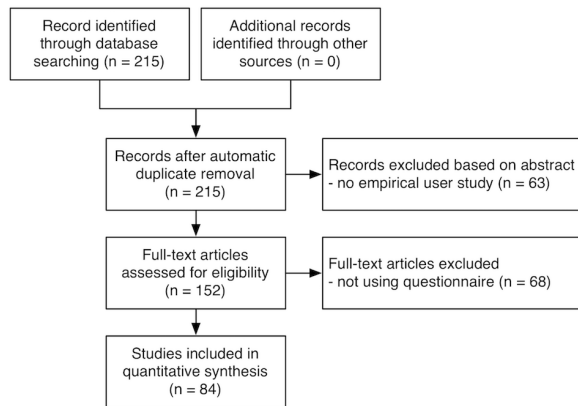 Record identified
through database
searching (n = 215)
Additional records
identified through other
sources (n = 0)
Records after automatic
duplicate removal
(n = 215)
Records excluded based on abstract
- no empirical user study (n = 63)
Full-text articles
assessed for eligibility
(n = 152)
Full-text articles excluded
- not using questionnaire (n = 68)
Studies included in
quantitative synthesis
(n = 84)